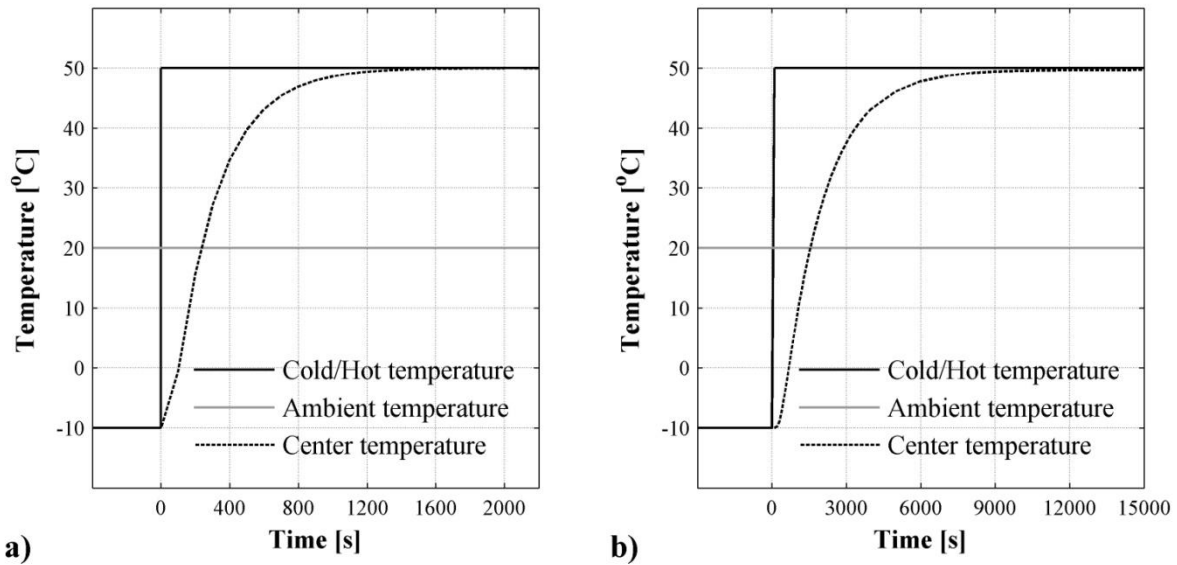 Temperature [°C]
50
40
30
20
10
0
-10
Cold/Hot temperature
Ambient temperature
Center temperature
0 400 800 1200 1600 2000
Time [s]
a)
Temperature [°C]
50
40
30
20
10
0
-10
Cold/Hot temperature
Ambient temperature
Center temperature
0 3000 6000 9000 12000 15000
Time [s]
b)